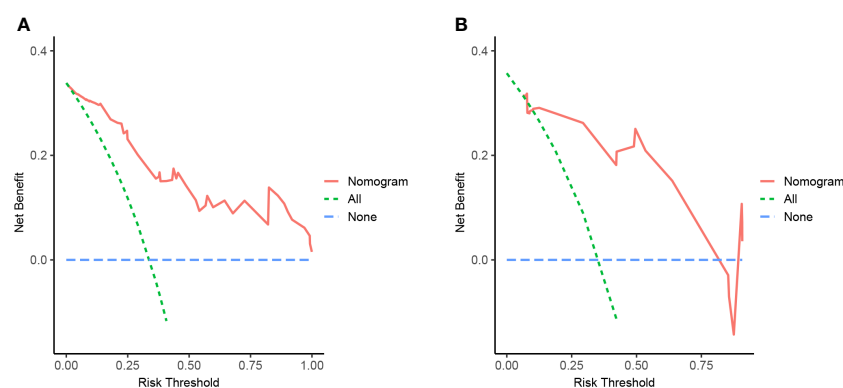 A
Net Benefit
0.4
0.2
0.0
0.00 0.25 0.50 0.75 1.00
Risk Threshold
Nomogram
All
None
B
Net Benefit
0.4
0.2
0.0
0.00 0.25 0.50 0.75
Risk Threshold
Nomogram
All
None